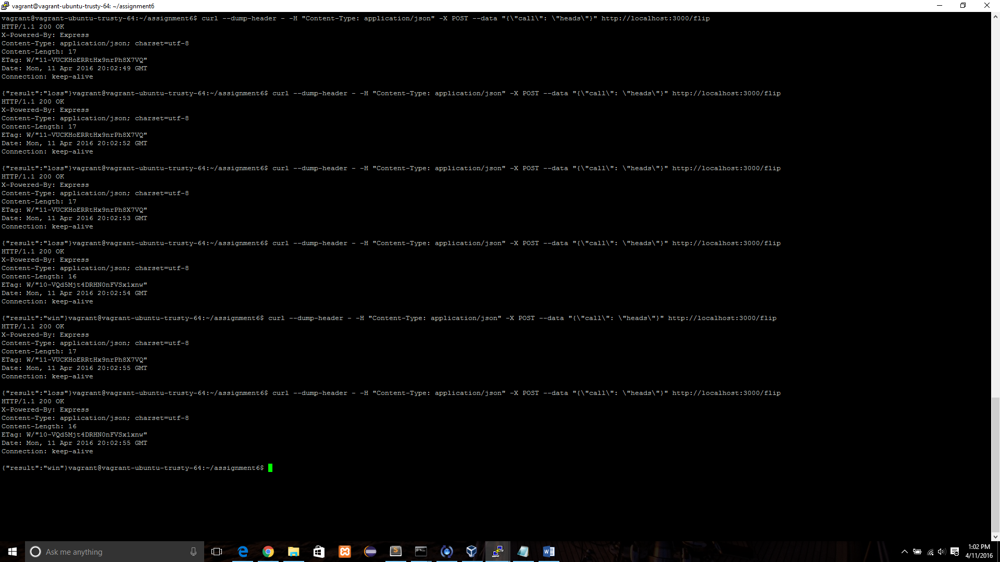 vagrant@vagrant-ubuntu-trusty-64: ~/assignment6
vagrant@vagrant-ubuntu-trusty-64:~/assignment6$ curl --dump-header - -H "Content-Type: application/json" -X POST --data "{\"call\": \"heads\"}" http://localhost:3000/flip
HTTP/1.1 200 OK
X-Powered-By: Express
Content-Type: application/json; charset=utf-8
Content-Length: 17
ETag: W/"11-VUCKHoERRtHx9nrPh8X7VQ"
Date: Mon, 11 Apr 2016 20:02:49 GMT
Connection: keep-alive
{"result":"loss"}vagrant@vagrant-ubuntu-trusty-64:~/assignment6$ curl --dump-header - -H "Content-Type: application/json" -X POST --data "{\"call\": \"heads\"}" http://localhost:3000/flip
HTTP/1.1 200 OK
X-Powered-By: Express
Content-Type: application/json; charset=utf-8
Content-Length: 17
ETag: W/"11-VUCKHoERRtHx9nrPh8X7VQ"
Date: Mon, 11 Apr 2016 20:02:52 GMT
Connection: keep-alive
{"result":"loss"}vagrant@vagrant-ubuntu-trusty-64:~/assignment6$ curl --dump-header - -H "Content-Type: application/json" -X POST --data "{\"call\": \"heads\"}" http://localhost:3000/flip
HTTP/1.1 200 OK
X-Powered-By: Express
Content-Type: application/json; charset=utf-8
Content-Length: 17
ETag: W/"11-VUCKHoERRtHx9nrPh8X7VQ"
Date: Mon, 11 Apr 2016 20:02:53 GMT
Connection: keep-alive
{"result":"loss"}vagrant@vagrant-ubuntu-trusty-64:~/assignment6$ curl --dump-header - -H "Content-Type: application/json" -X POST --data "{\"call\": \"heads\"}" http://localhost:3000/flip
HTTP/1.1 200 OK
X-Powered-By: Express
Content-Type: application/json; charset=utf-8
Content-Length: 16
ETag: W/"10-VQd5Mjt4DRHN0nFVSx1xnw"
Date: Mon, 11 Apr 2016 20:02:54 GMT
Connection: keep-alive
{"result":"win"}vagrant@vagrant-ubuntu-trusty-64:~/assignment6$ curl --dump-header - -H "Content-Type: application/json" -X POST --data "{\"call\": \"heads\"}" http://localhost:3000/flip
HTTP/1.1 200 OK
X-Powered-By: Express
Content-Type: application/json; charset=utf-8
Content-Length: 17
ETag: W/"11-VUCKHoERRtHx9nrPh8X7VQ"
Date: Mon, 11 Apr 2016 20:02:55 GMT
Connection: keep-alive
{"result":"loss"}vagrant@vagrant-ubuntu-trusty-64:~/assignment6$ curl --dump-header - -H "Content-Type: application/json" -X POST --data "{\"call\": \"heads\"}" http://localhost:3000/flip
HTTP/1.1 200 OK
X-Powered-By: Express
Content-Type: application/json; charset=utf-8
Content-Length: 16
ETag: W/"10-VQd5Mjt4DRHN0nFVSx1xnw"
Date: Mon, 11 Apr 2016 20:02:55 GMT
Connection: keep-alive
{"result":"win"}vagrant@vagrant-ubuntu-trusty-64:~/assignment6$
Ask me anything
1:02 PM
4/11/2016